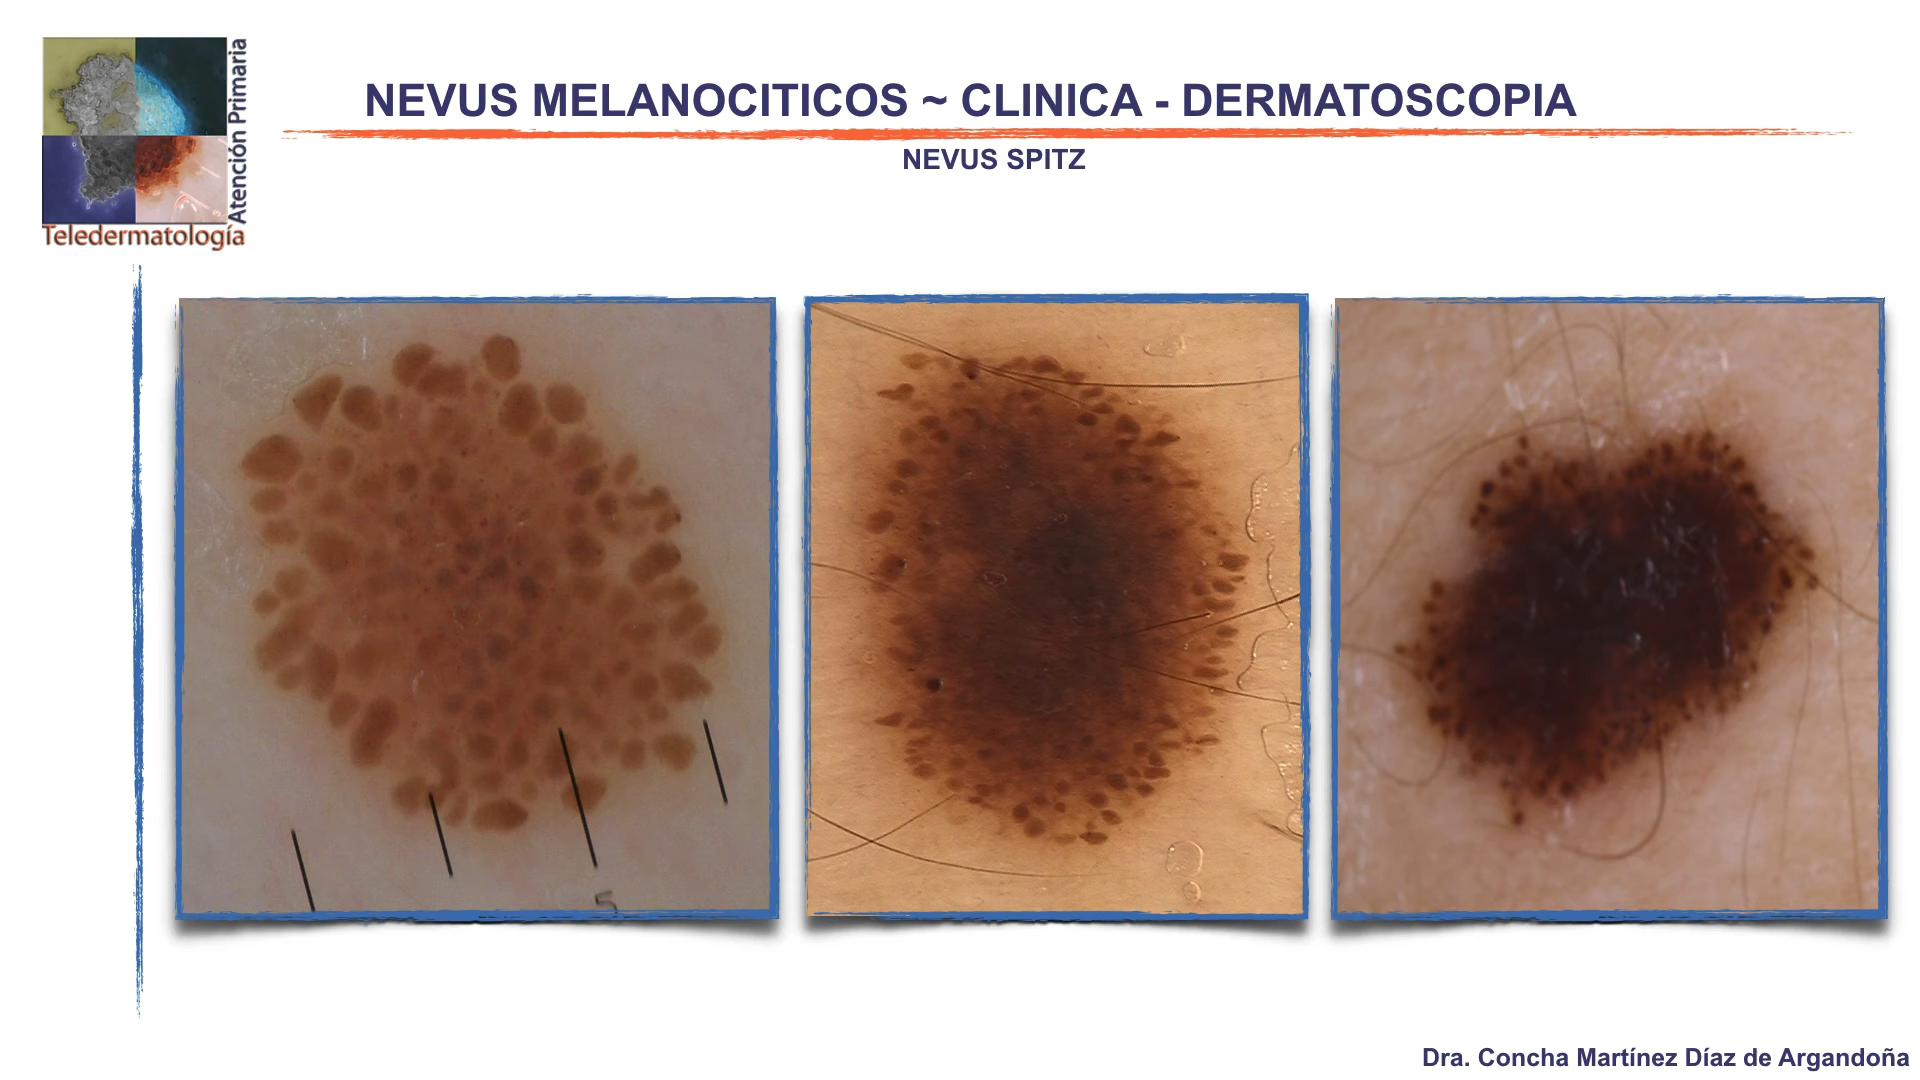 Atención Primaria
Teledermatología
NEVUS MELANOCITICOS ~ CLINICA - DERMATOSCOPIA
NEVUS SPITZ
5
Dra. Concha Martínez Díaz de Argandoña